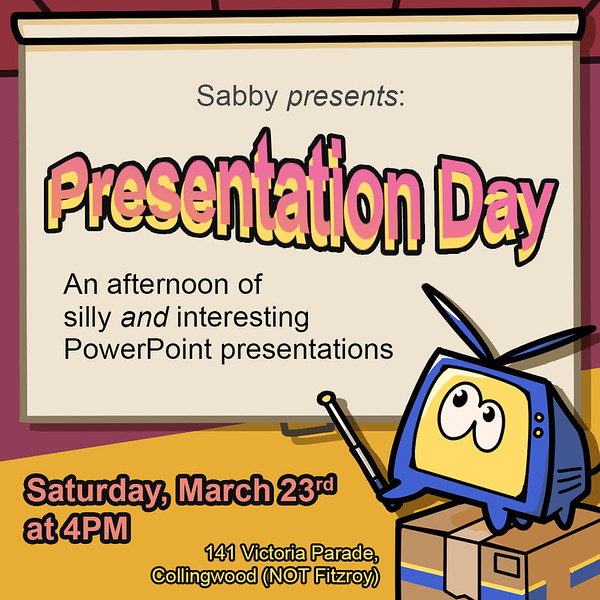 Sabby presents:
Presentation Day
An afternoon of
silly and interesting
PowerPoint presentations
Saturday, March 23rd
at 4PM
141 Victoria Parade,
Collingwood (NOT Fitzroy)